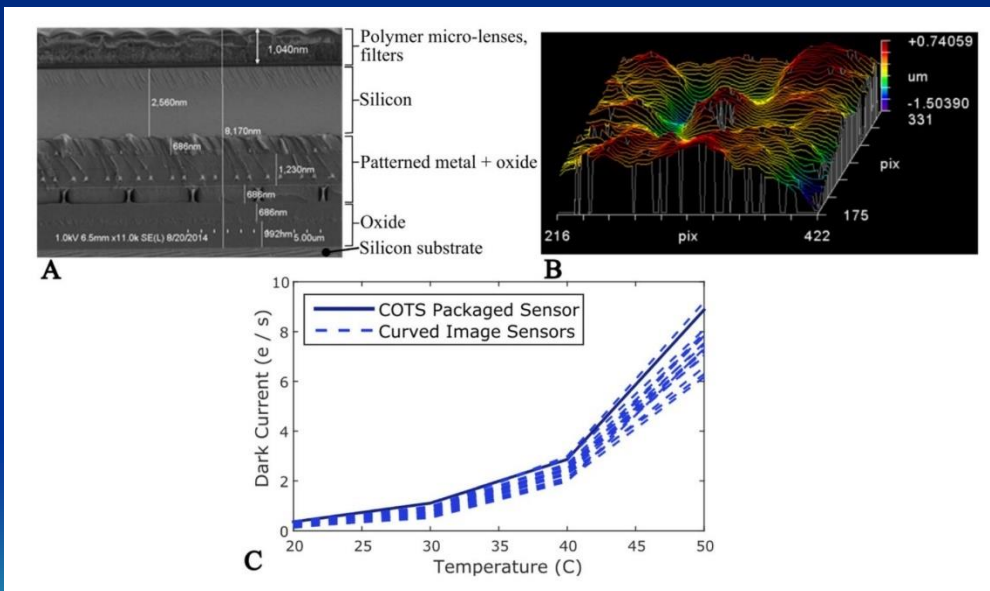 Polymer micro-lenses,
filters
Silicon
Patterned metal + oxide
Oxide
Silicon substrate
1,040nm
2,560nm
8,170nm
686nm
1,230nm
686nm
686nm
992nm
1.0kV 6.5mm x11.0k SE(L) 8/20/2014
5.00um
A
+0.74059
um
-1.50390
331
pix
175
216
pix
422
B
10
8
6
4
2
0
Dark Current (e / s)
COTS Packaged Sensor
Curved Image Sensors
20
25
30
35
40
45
50
Temperature (C)
C